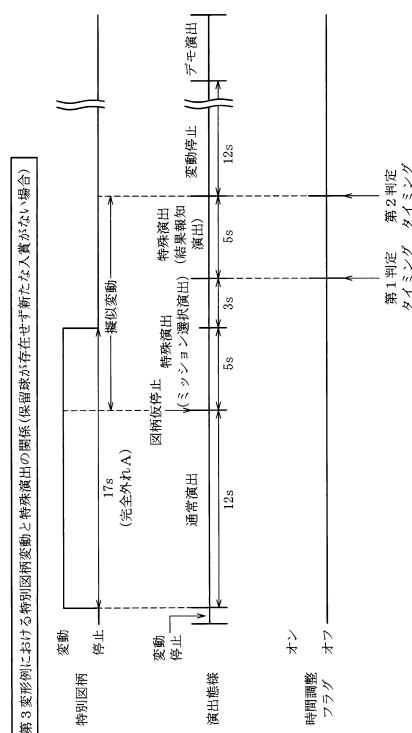 第３変形例における特別図柄変動と特殊演出の関係(保留球が存在せず新たな入賞がない場合)
特別図柄
変動
停止
17s
(完全外れＡ)
擬似変動
演出態様
変動
停止
通常演出
12s
図柄仮停止
特殊演出
(ミッション選択演出)
5s
3s
特殊演出
(結果報知
演出)
5s
変動停止
12s
デモ演出
時間調整
フラグ
オン
オフ
第１判定
タイミング
第２判定
タイミング